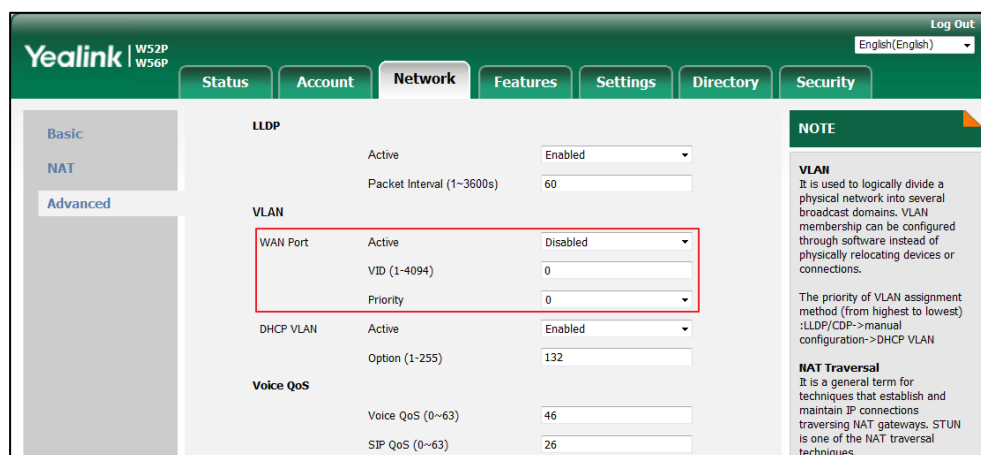 Log Out
Yealink | W52P
W56P
English(English)
Status Account Network Features Settings Directory Security
Basic
NAT
Advanced
LLDP
Active Enabled
Packet Interval (1~3600s) 60
VLAN
WAN Port Active Disabled
VID (1-4094) 0
Priority 0
DHCP VLAN Active Enabled
Option (1-255) 132
Voice QoS
Voice QoS (0~63) 46
SIP QoS (0~63) 26
NOTE
VLAN
It is used to logically divide a
physical network into several
broadcast domains. VLAN
membership can be configured
through software instead of
physically relocating devices or
connections.
The priority of VLAN assignment
method (from highest to lowest)
:LLDP/CDP->manual
configuration->DHCP VLAN
NAT Traversal
It is a general term for
techniques that establish and
maintain IP connections
traversing NAT gateways. STUN
is one of the NAT traversal
techniques.